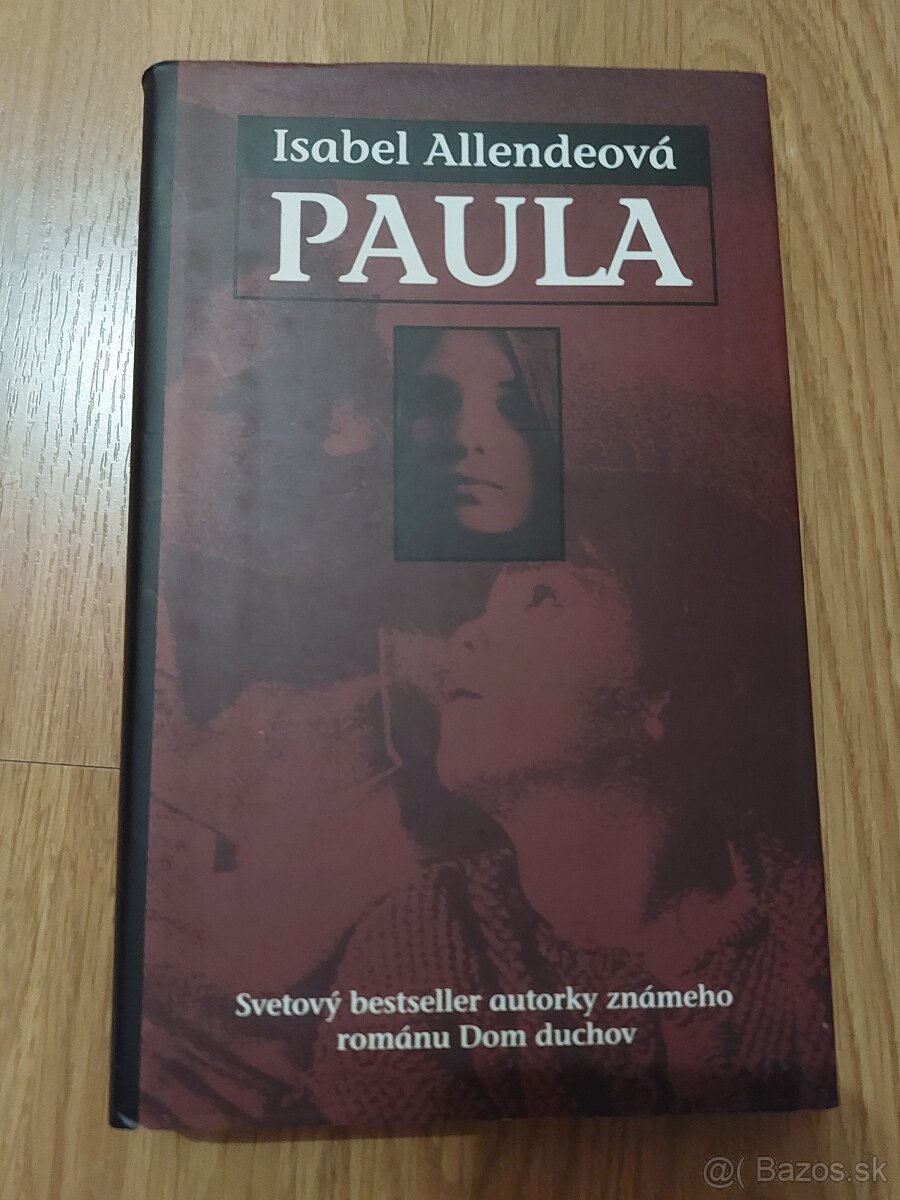 Isabel Allendeová
PAULA
Svetový bestseller autorky známeho
románu Dom duchov
@( Bazos.sk